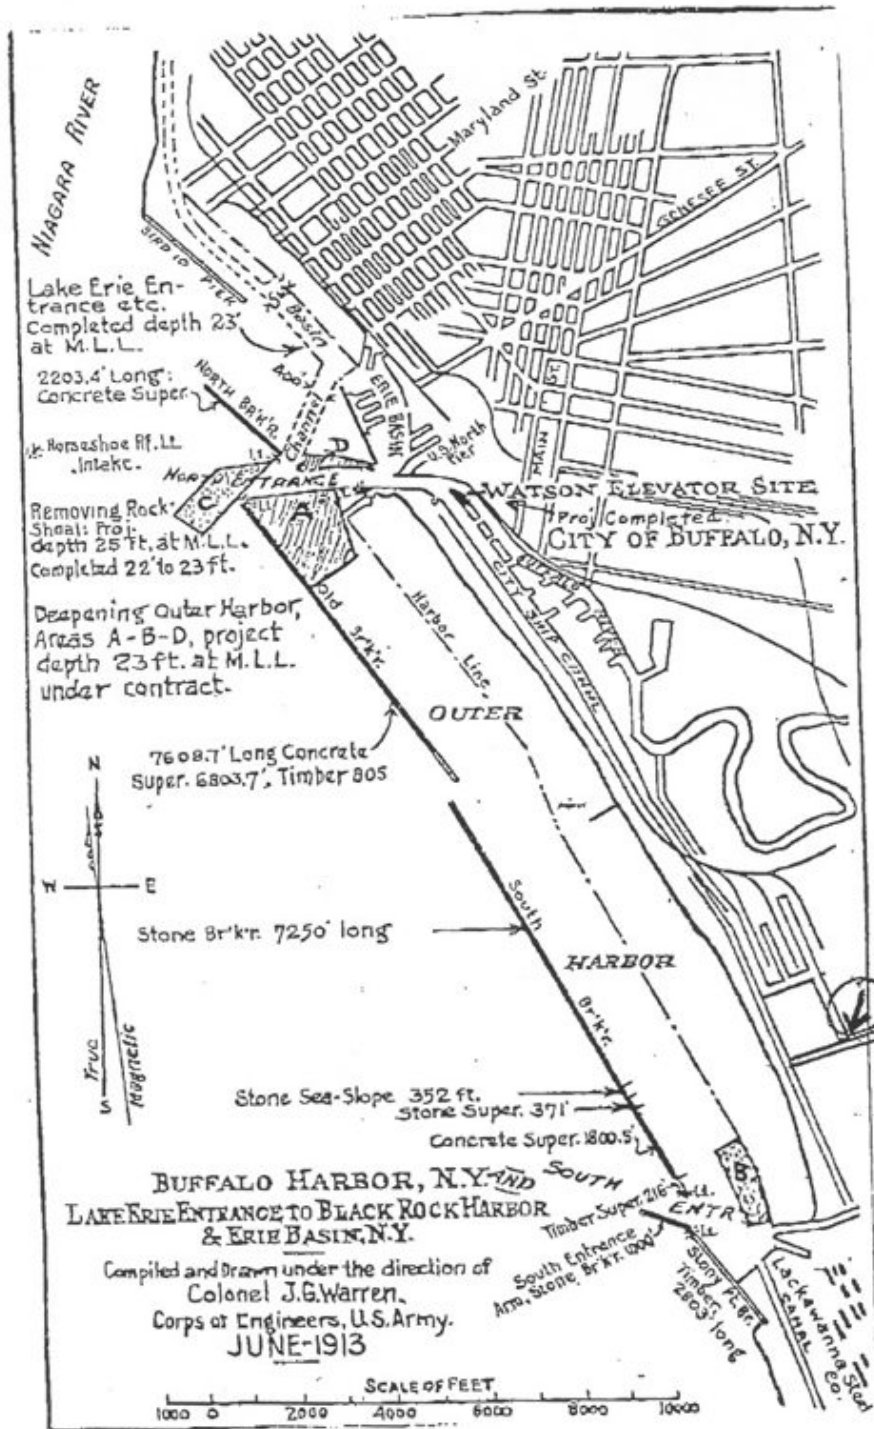 NIAGARA RIVER
Maryland St.
GENESEE ST.
BIRD ID
PIER
Lake Erie En-
trance etc.
Completed depth 23'
at M.L.L.
Basin
400'
Channel
ERIE BASIN
2203.4' Long;
Concrete Super.
NORTH BR'K'R.
U.S. North
Pier
MAIN
ST.
Horseshoe Rf. Lt.
Intake.
NORTH ENTRANCE
Lt.
D
C
A
WATSON ELEVATOR SITE
Proj. Completed.
CITY OF BUFFALO, N.Y.
Removing Rock
Shoal: Proj.
depth 25 ft. at M.L.L.
Completed 22' to 23 ft.
Deepening Outer Harbor,
Areas A-B-D, project
depth 23 ft. at M.L.L.
under contract.
Old
Br'k'r.
Harbor Line
CITY SHIP CANAL
BUFFALO
RIVER
OUTER
7608.7' Long Concrete
Super. 6803.7', Timber 805
N
W
E
S
True
Magnetic
South
Br'k'r.
Stone Br'k'r. 7250' long
HARBOR
Stone Sea-Slope 352 ft.
Stone Super. 371'
Concrete Super. 1800.5'
B
BUFFALO HARBOR, N.Y. AND
LAKE ERIE ENTRANCE TO BLACK ROCK HARBOR
& ERIE BASIN, N.Y.
Compiled and Drawn under the direction of
Colonel J.G. Warren,
Corps of Engineers, U.S. Army.
JUNE-1913
SOUTH
ENTR
Lt.
Lt.
Timber Super. 216'
South Entrance
Arm, Stone Br'k'r. 1000'
Stony Pt. Br.
Timber
2803' long
Lackawanna Steel
Co.
CANAL
SCALE OF FEET
1000 0 2000 4000 6000 8000 10000